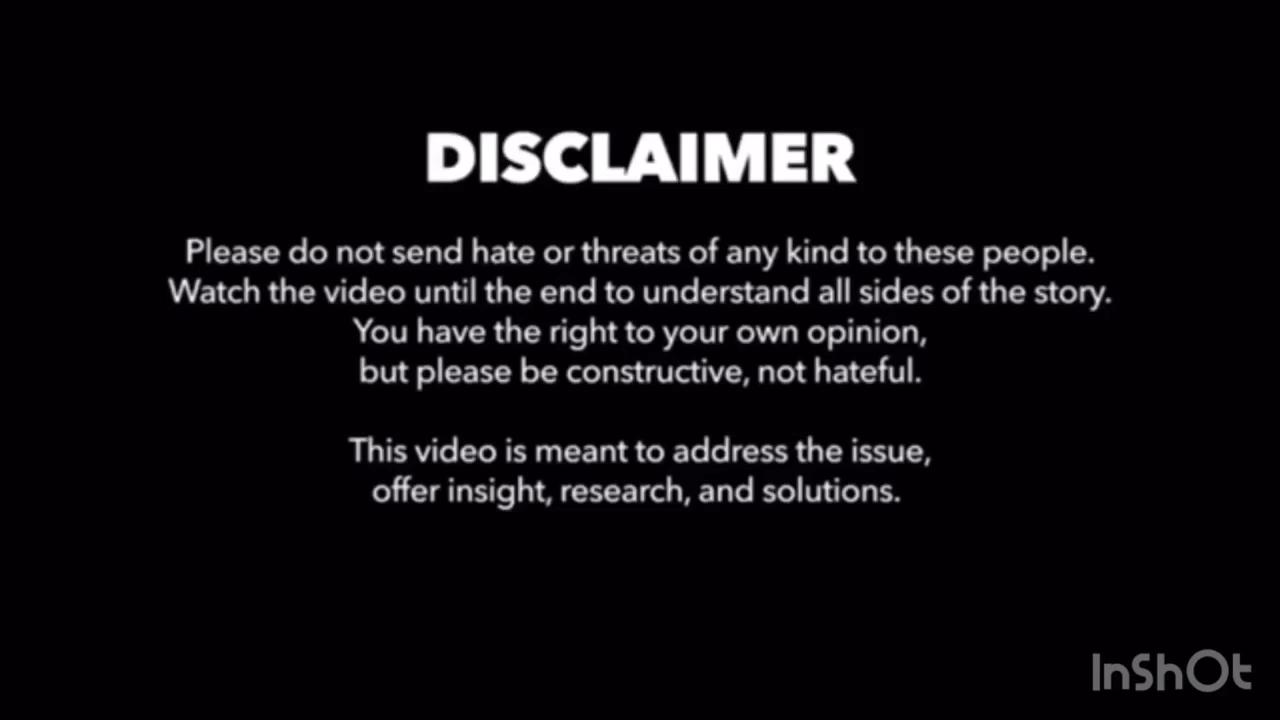 DISCLAIMER
Please do not send hate or threats of any kind to these people.
Watch the video until the end to understand all sides of the story.
You have the right to your own opinion,
but please be constructive, not hateful.
This video is meant to address the issue,
offer insight, research, and solutions.
InShOt